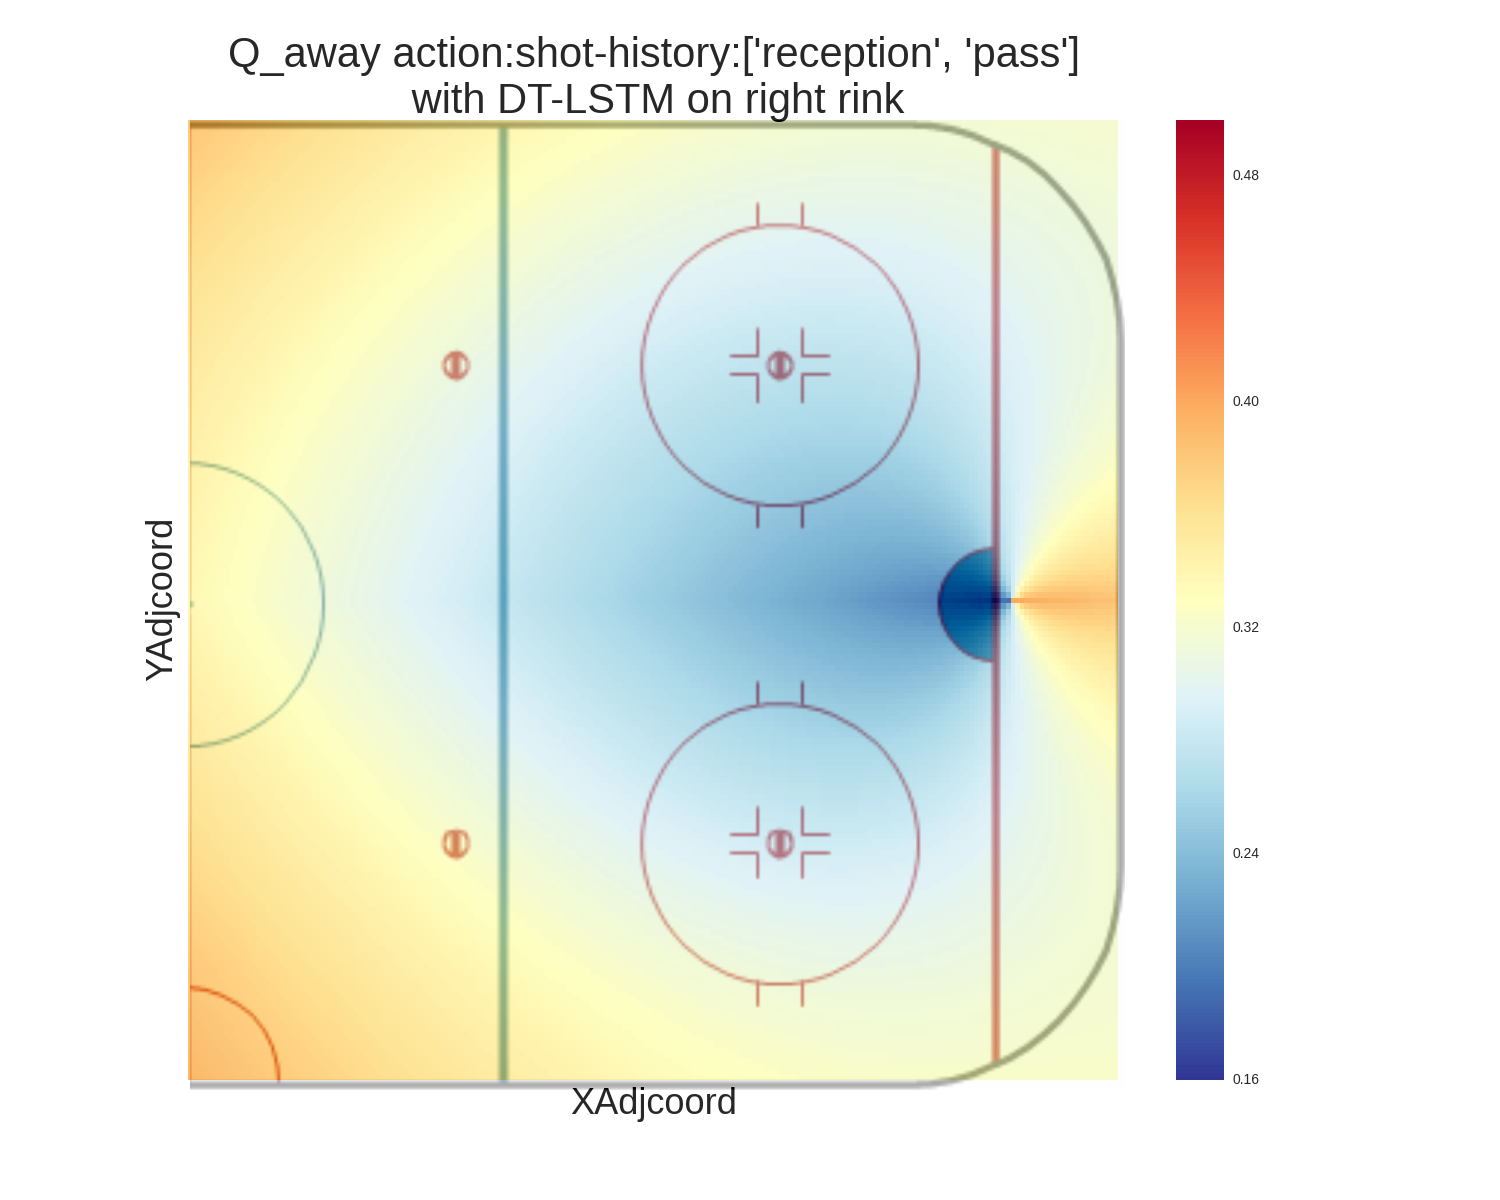 Q_away action:shot-history:['reception', 'pass']
with DT-LSTM on right rink
YAdjcoord
XAdjcoord
0.48
0.40
0.32
0.24
0.16